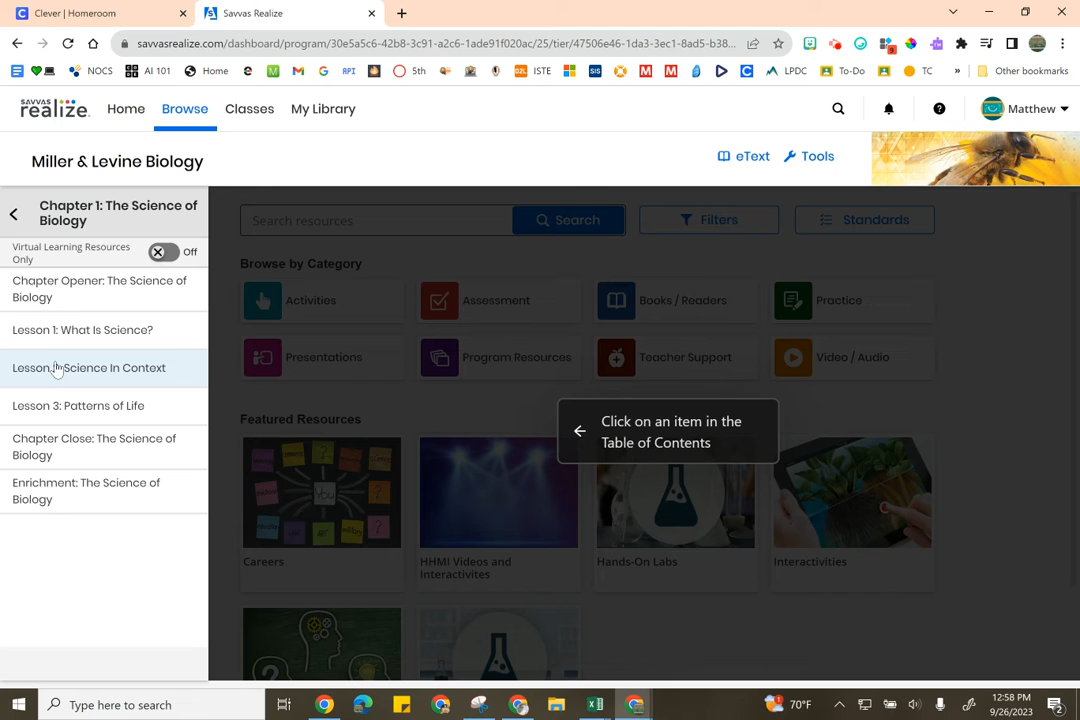 Clever | Homeroom
Savvas Realize
savvasrealize.com/dashboard/program/30e5a5c6-42b8-3c91-a2c6-1ade91f020ac/25/tier/47506e46-1da3-3ec1-8ad5-b38...
NOCS
AI 101
Home
RPI
5th
ISTE
SIS
LPDC
To-Do
TC
»
Other bookmarks
SAVVAS
realize
Home
Browse
Classes
My Library
Matthew
Miller & Levine Biology
eText
Tools
Chapter 1: The Science of
Biology
Virtual Learning Resources
Only
Off
Chapter Opener: The Science of
Biology
Lesson 1: What Is Science?
Lesson Science In Context
Lesson 3: Patterns of Life
Chapter Close: The Science of
Biology
Enrichment: The Science of
Biology
Search resources
Search
Filters
Standards
Browse by Category
Activities
Assessment
Books / Readers
Practice
Presentations
Program Resources
Teacher Support
Video / Audio
Featured Resources
you
Click on an item in the
Table of Contents
Careers
HHMI Videos and
Interactivites
Hands-On Labs
Interactivities
Type here to search
70°F
12:58 PM
9/26/2023
2